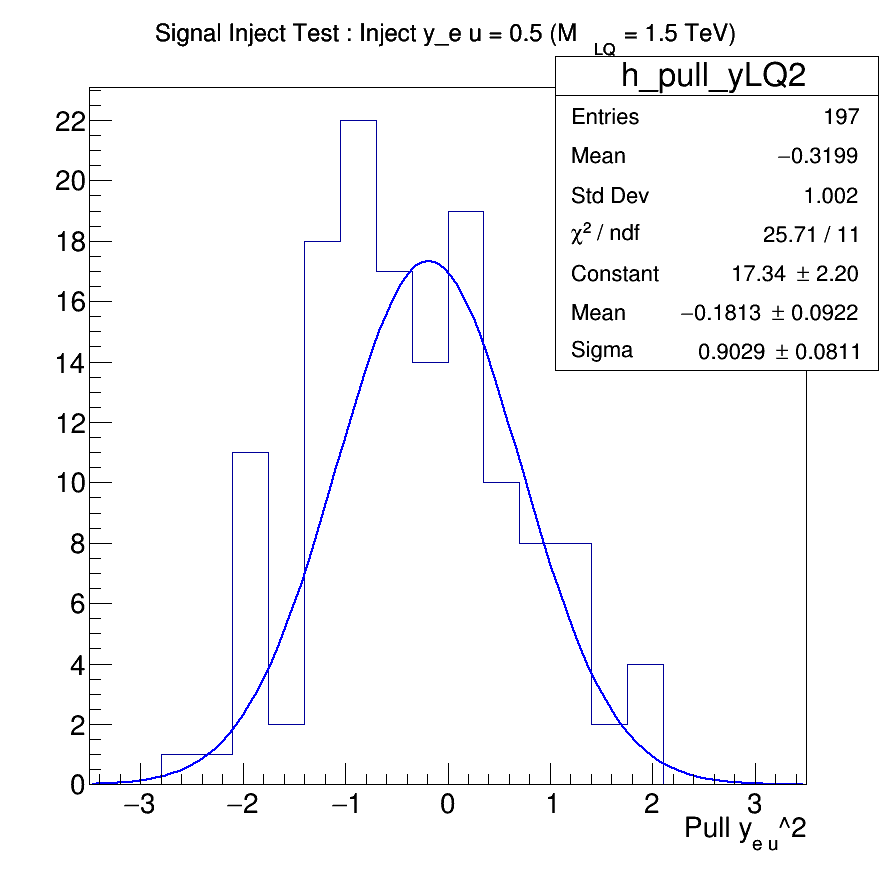 Signal Inject Test : Inject y_e u = 0.5 (M LQ = 1.5 TeV)
h_pull_yLQ2
Entries 197
Mean −0.3199
Std Dev 1.002
χ² / ndf 25.71 / 11
Constant 17.34 ± 2.20
Mean −0.1813 ± 0.0922
Sigma 0.9029 ± 0.0811
22
20
18
16
14
12
10
8
6
4
2
0
−3 −2 −1 0 1 2 3
Pull y e u ^2